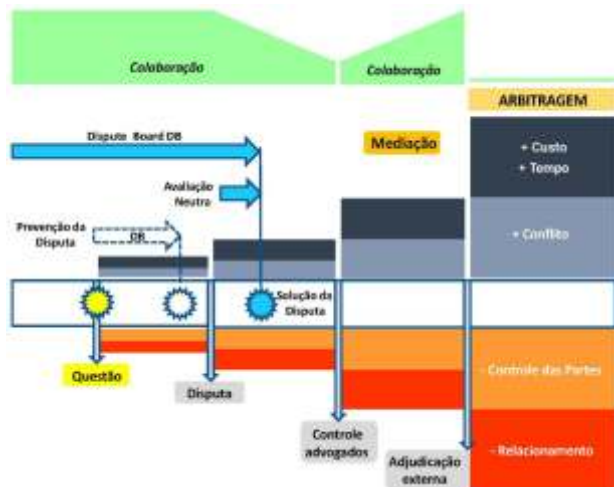 Colaboração
Colaboração
ARBITRAGEM
Dispute Board DB
Mediação
+ Custo
+ Tempo
Avaliação
Neutra
Prevenção da
Disputa
DB
+ Conflito
Solução da
Disputa
Questão
Disputa
- Controle das Partes
Controle
advogados
Adjudicação
externa
- Relacionamento